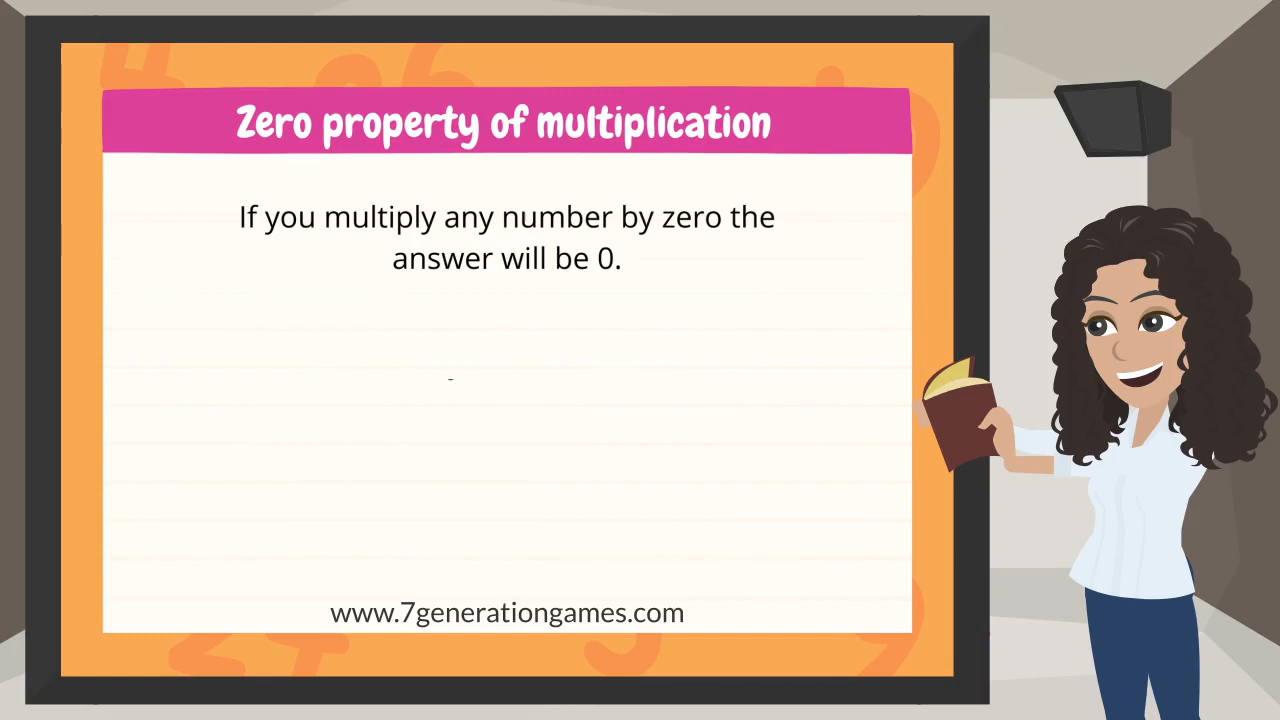 Zero property of multiplication
If you multiply any number by zero the
answer will be 0.
-
www.7generationgames.com